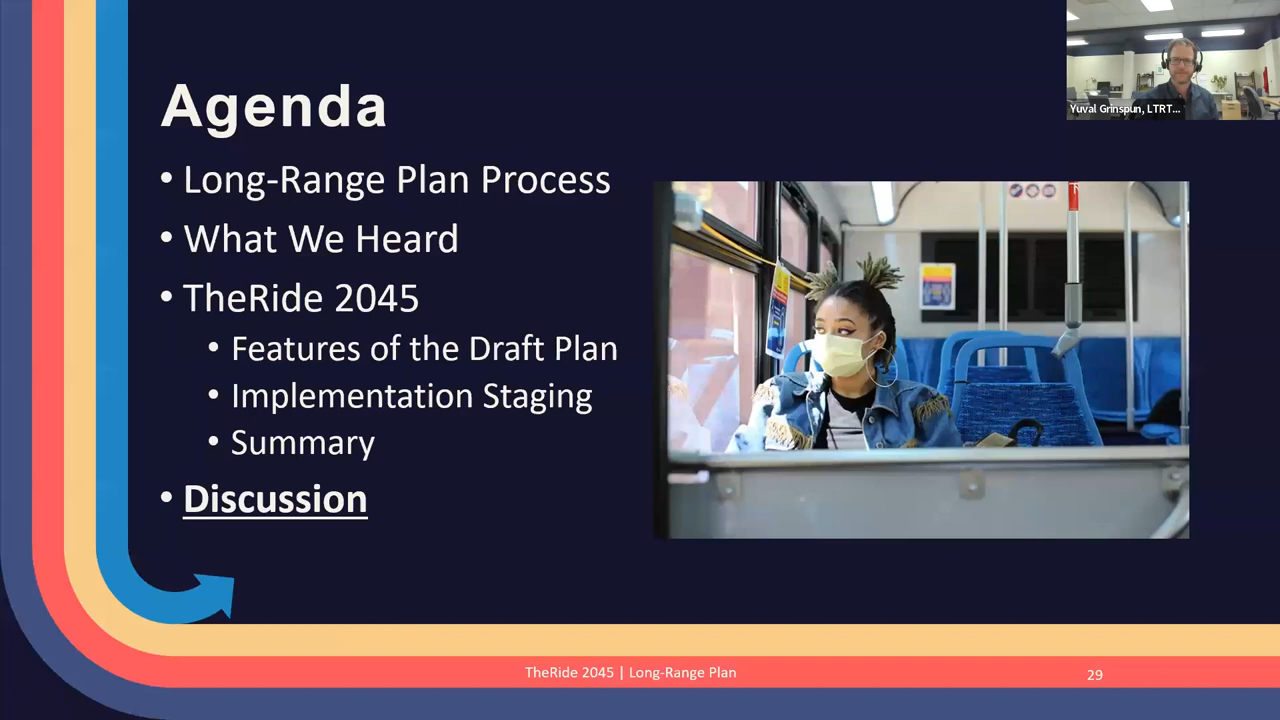 Agenda
• Long-Range Plan Process
• What We Heard
• TheRide 2045
• Features of the Draft Plan
• Implementation Staging
• Summary
• Discussion
Yuval Grinspun, LTRT...
TheRide 2045 | Long-Range Plan
29